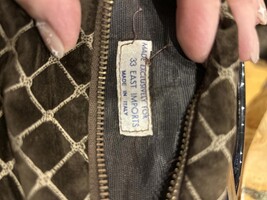 MADE EXCLUSIVELY FOR
33 EAST IMPORTS
MADE IN ITALY